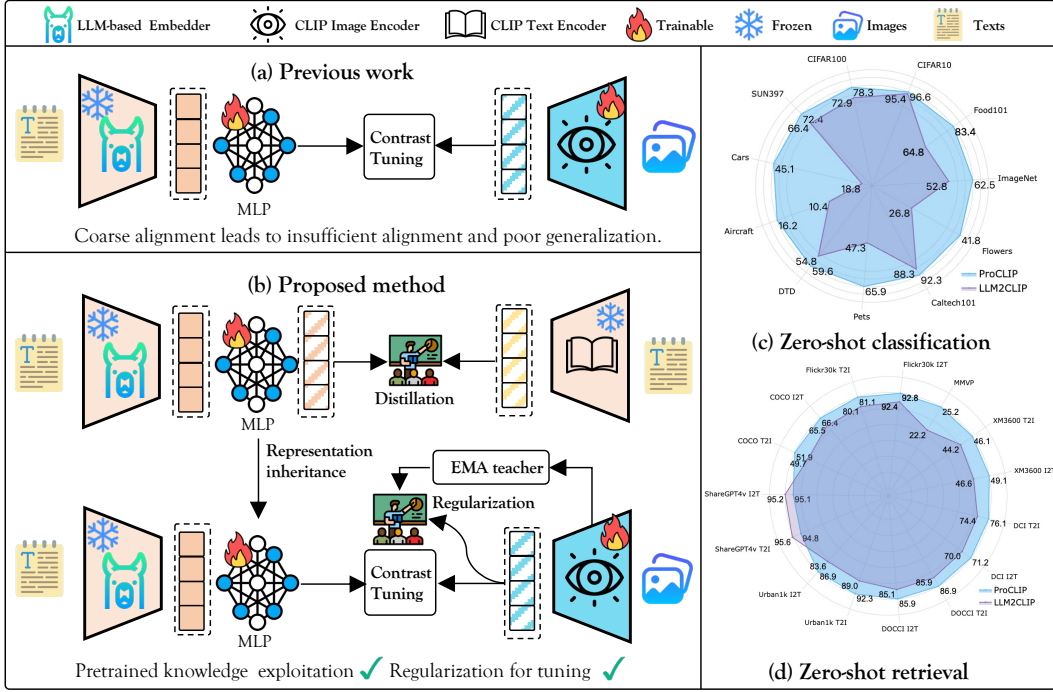 LLM-based Embedder
CLIP Image Encoder
CLIP Text Encoder
Trainable
Frozen
Images
Texts
(a) Previous work
T
MLP
Contrast
Tuning
Coarse alignment leads to insufficient alignment and poor generalization.
(b) Proposed method
T
MLP
Distillation
T
Representation
inheritance
EMA teacher
Regularization
T
MLP
Contrast
Tuning
Pretrained knowledge exploitation ✓ Regularization for tuning ✓
CIFAR100
CIFAR10
SUN397
Food101
Cars
ImageNet
Aircraft
Flowers
DTD
Caltech101
Pets
78.3
72.9
95.4
96.6
72.4
66.4
83.4
64.8
45.1
18.8
52.8
62.5
10.4
16.2
26.8
41.8
54.8
59.6
47.3
65.9
88.3
92.3
ProCLIP
LLM2CLIP
(c) Zero-shot classification
Flickr30k T2I
Flickr30k I2T
MMVP
COCO I2T
XM3600 T2I
COCO T2I
XM3600 I2T
ShareGPT4v I2T
DCI T2I
ShareGPT4v T2I
DCI I2T
Urban1k I2T
DOCCI T2I
Urban1k T2I
DOCCI I2T
81.1
80.1
92.8
92.4
25.2
22.2
66.4
65.5
46.1
44.2
51.9
49.7
49.1
46.6
95.2
95.1
76.1
74.4
95.6
94.8
70.0
71.2
83.6
86.9
85.9
86.9
89.0
92.3
85.1
85.9
ProCLIP
LLM2CLIP
(d) Zero-shot retrieval